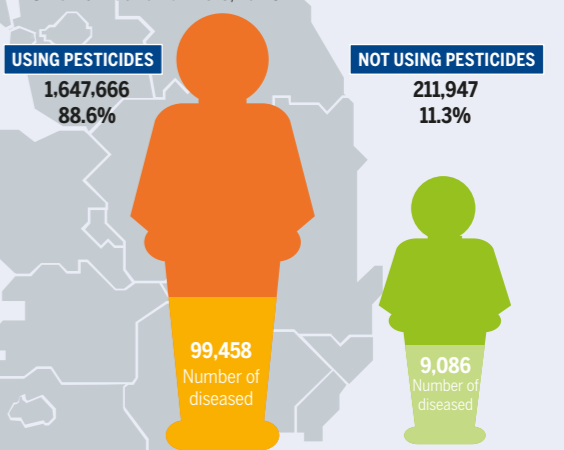 USING PESTICIDES
1.647.666
88.6%
NOT USING PESTICIDES
211,947
11.3%
99,458
Number of
diseased
9,086
Number of
diseased